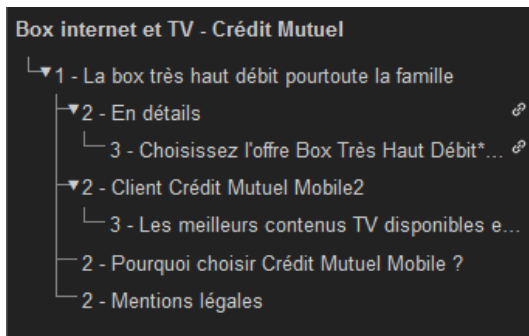 Box internet et TV - Crédit Mutuel
1 - La box très haut débit pourtoute la famille
2 - En détails
3 - Choisissez l'offre Box Très Haut Débit*...
2 - Client Crédit Mutuel Mobile2
3 - Les meilleurs contenus TV disponibles e...
2 - Pourquoi choisir Crédit Mutuel Mobile ?
2 - Mentions légales